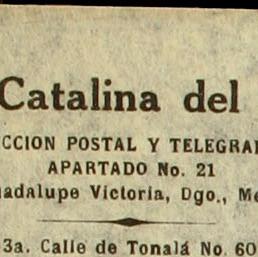 Catalina del
CCION POSTAL Y TELEGRA
APARTADO No. 21
uadalupe Victoria, Dgo., Me
3a. Calle de Tonalá No. 60